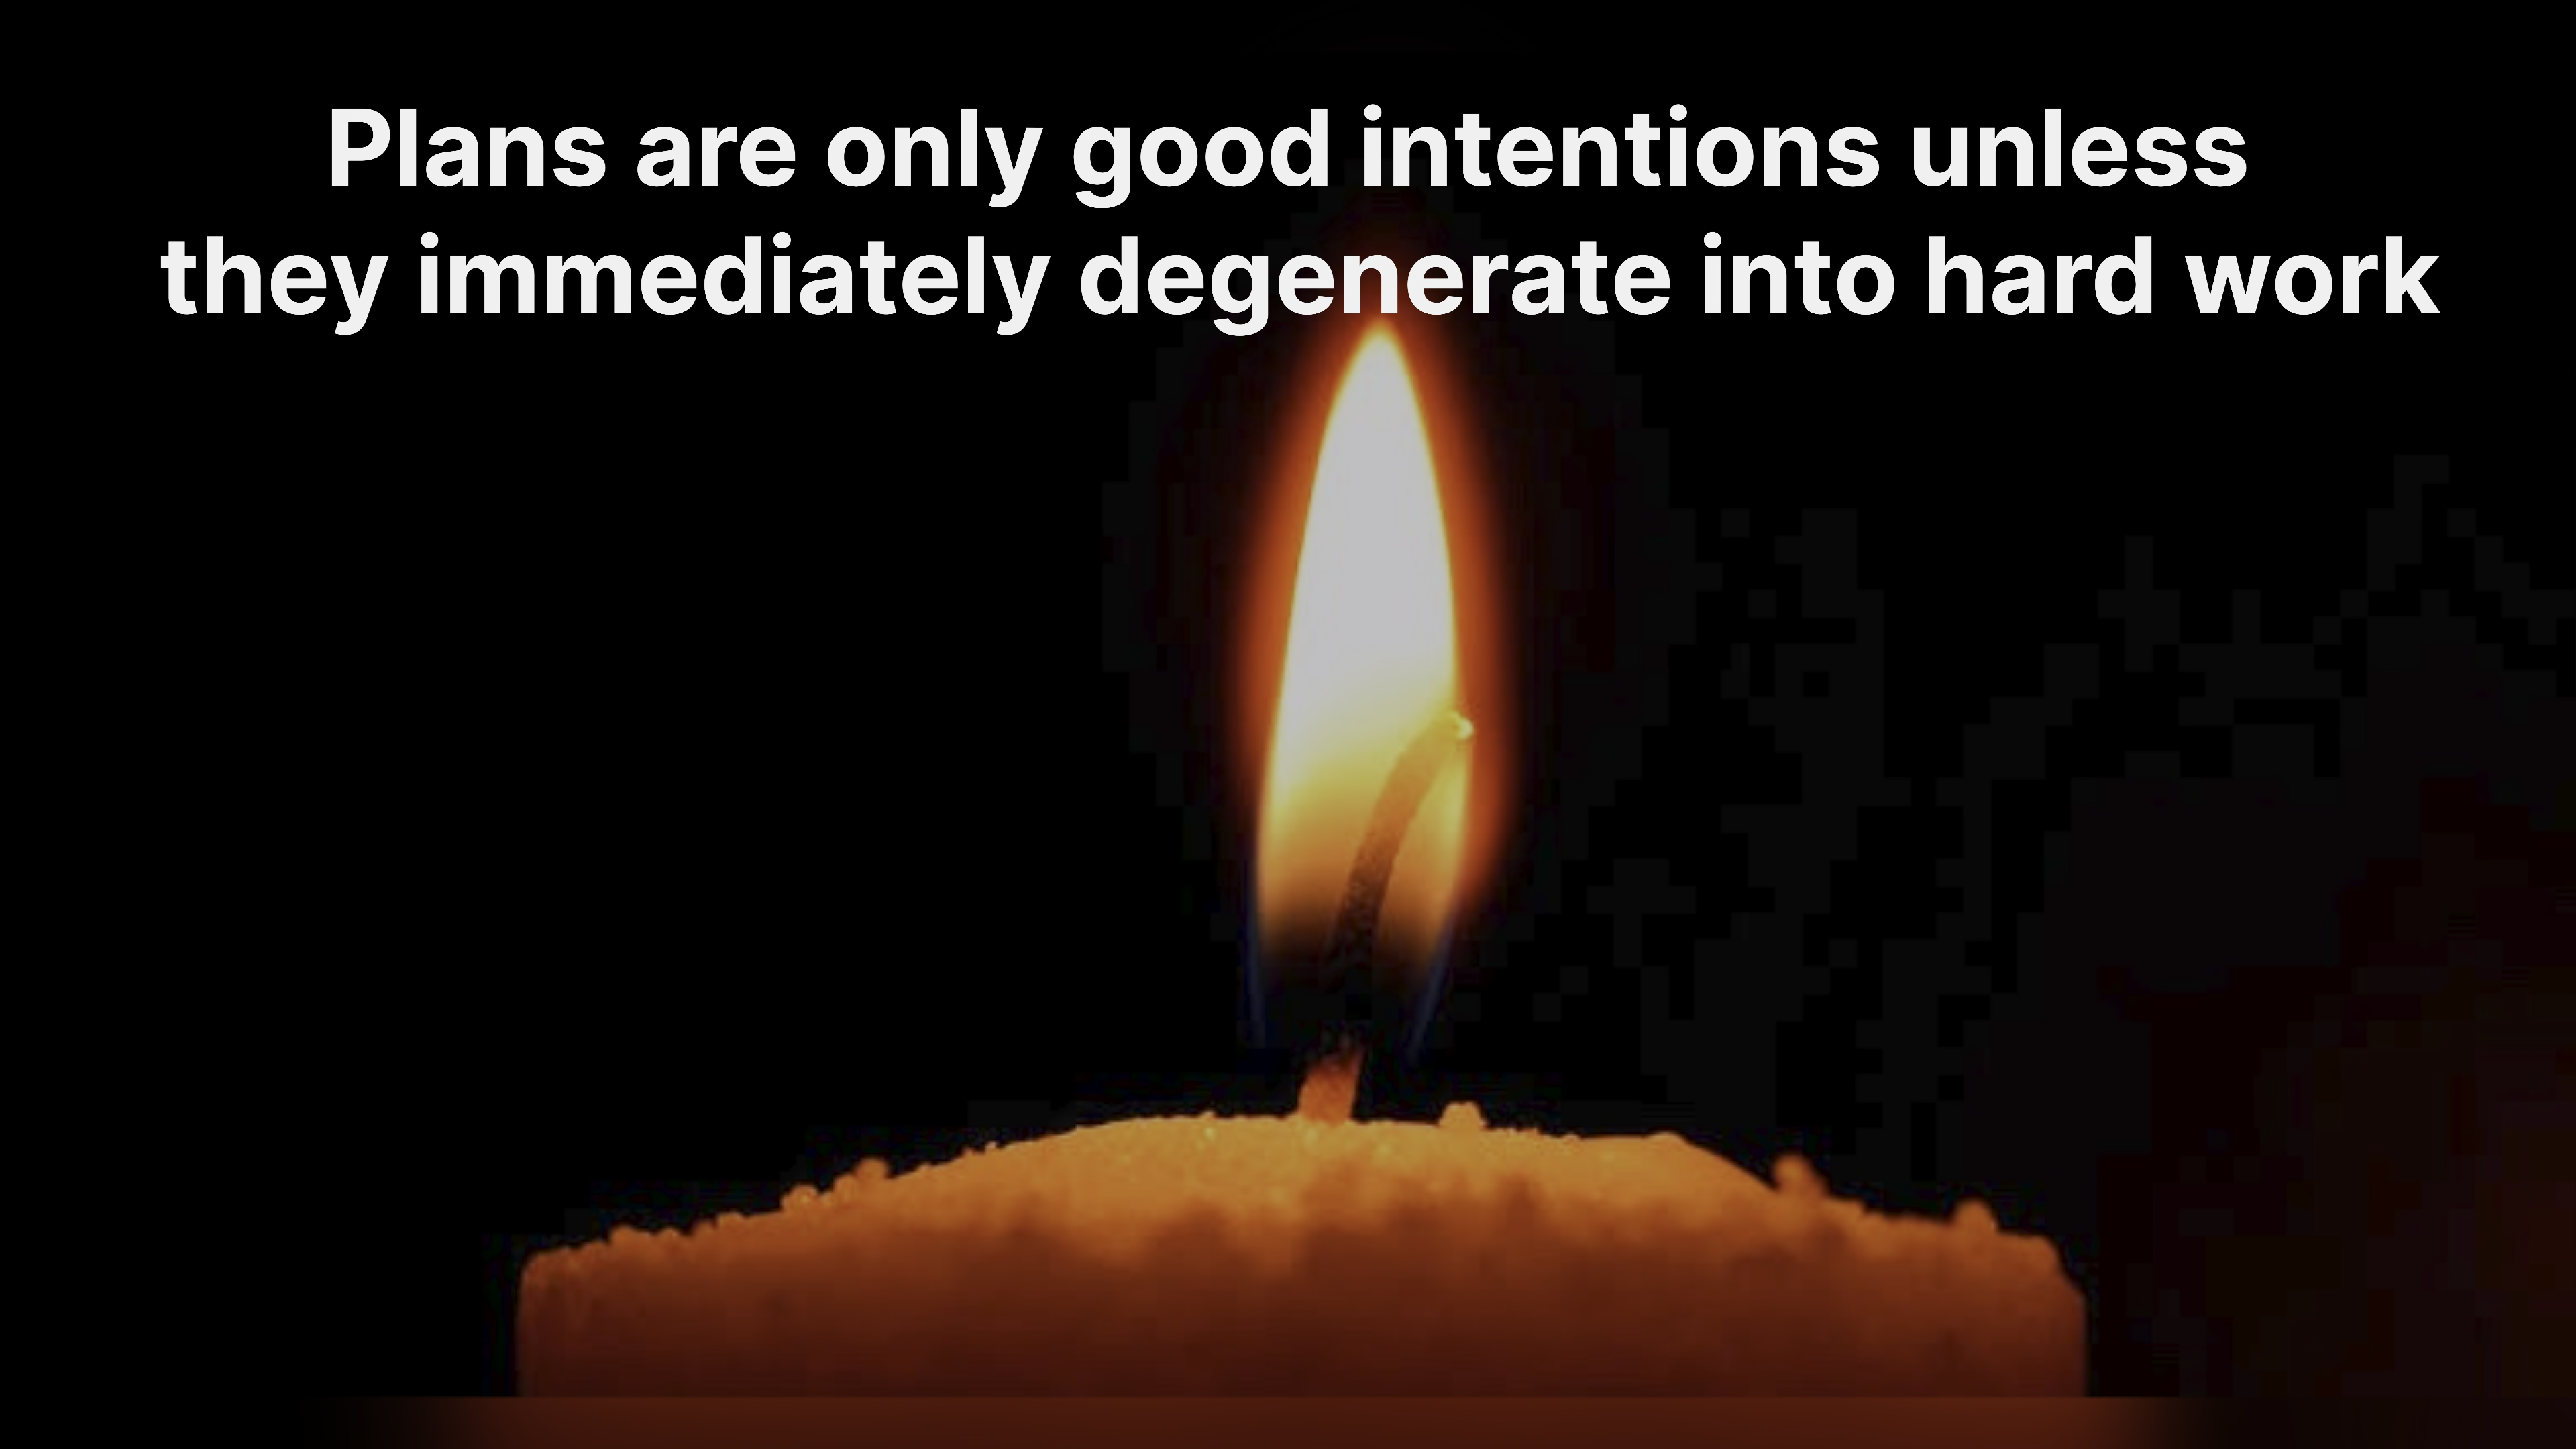 Plans are only good intentions unless
they immediately degenerate into hard work